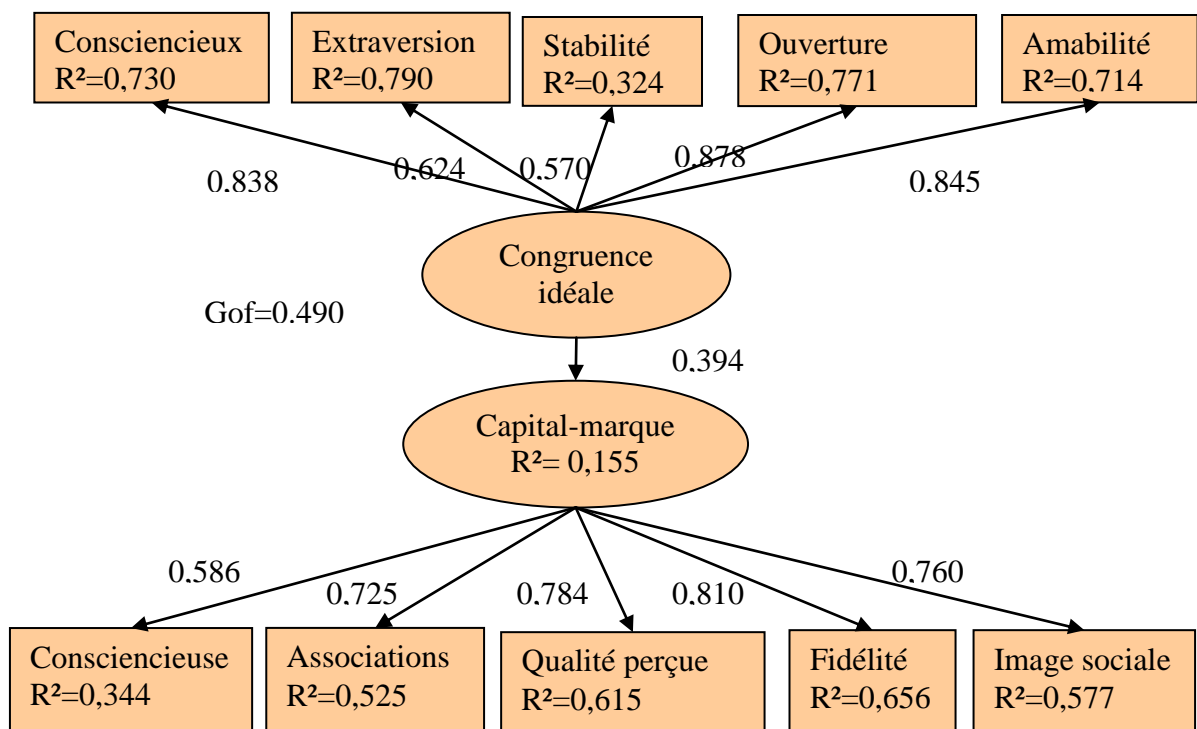 Consciencieux
R²=0,730
Extraversion
R²=0,790
Stabilité
R²=0,324
Ouverture
R²=0,771
Amabilité
R²=0,714
0,838
0,624
0,570
0,878
0,845
Congruence
idéale
Gof=0,490
0,394
Capital-marque
R²= 0,155
0,586
0,725
0,784
0,810
0,760
Consciencieuse
R²=0,344
Associations
R²=0,525
Qualité perçue
R²=0,615
Fidélité
R²=0,656
Image sociale
R²=0,577